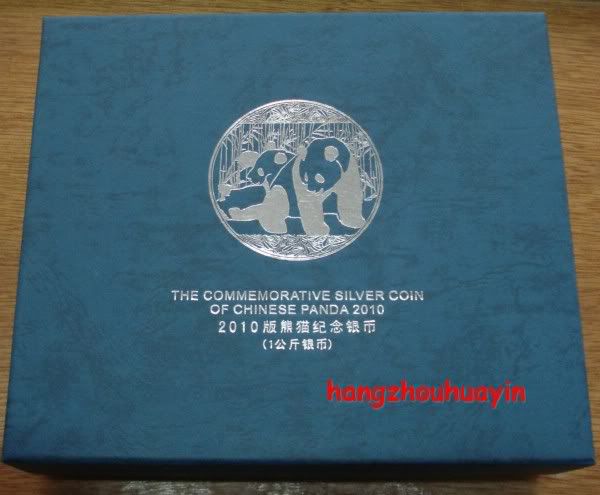 THE COMMEMORATIVE SILVER COIN
OF CHINESE PANDA 2010
2010版熊猫纪念银币
(1公斤银币)
hangzhouhuayin